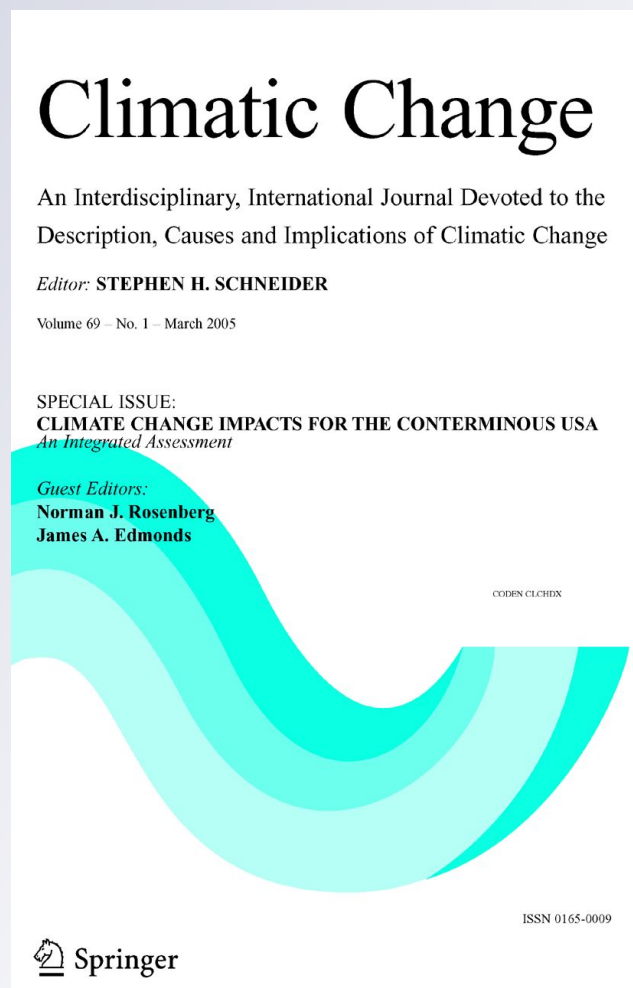 Climatic Change
An Interdisciplinary, International Journal Devoted to the
Description, Causes and Implications of Climatic Change
Editor: STEPHEN H. SCHNEIDER
Volume 69 – No. 1 – March 2005
SPECIAL ISSUE:
CLIMATE CHANGE IMPACTS FOR THE CONTERMINOUS USA
An Integrated Assessment
Guest Editors:
Norman J. Rosenberg
James A. Edmonds
CODEN CLCHDX
ISSN 0165-0009
Springer